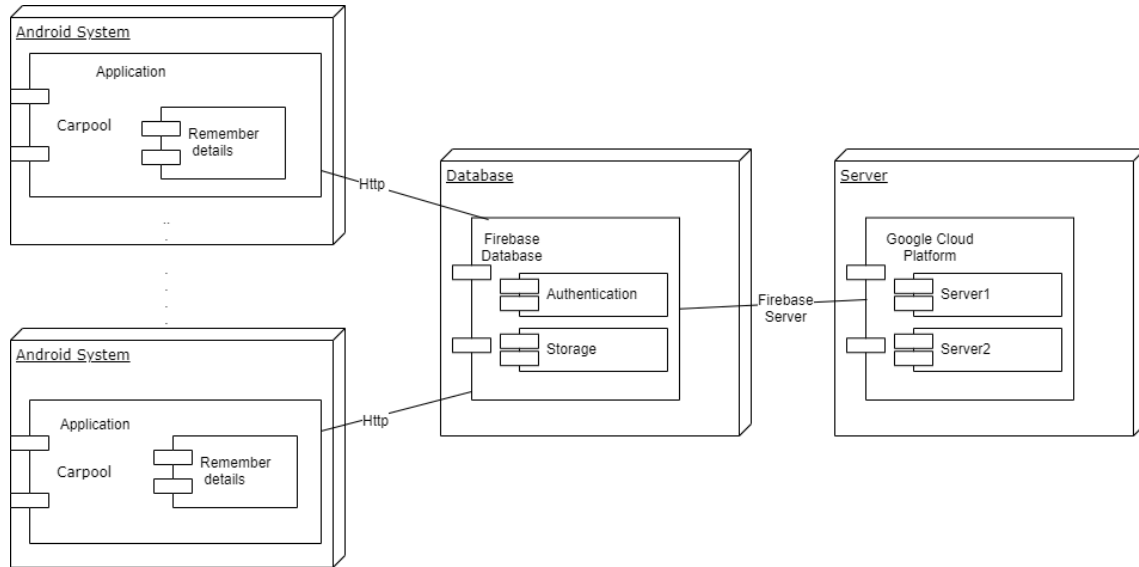 Android System
Application
Carpool
Remember
details
Http
Database
Firebase
Database
Authentication
Storage
Firebase
Server
Server
Google Cloud
Platform
Server1
Server2
Android System
Application
Carpool
Remember
details
Http